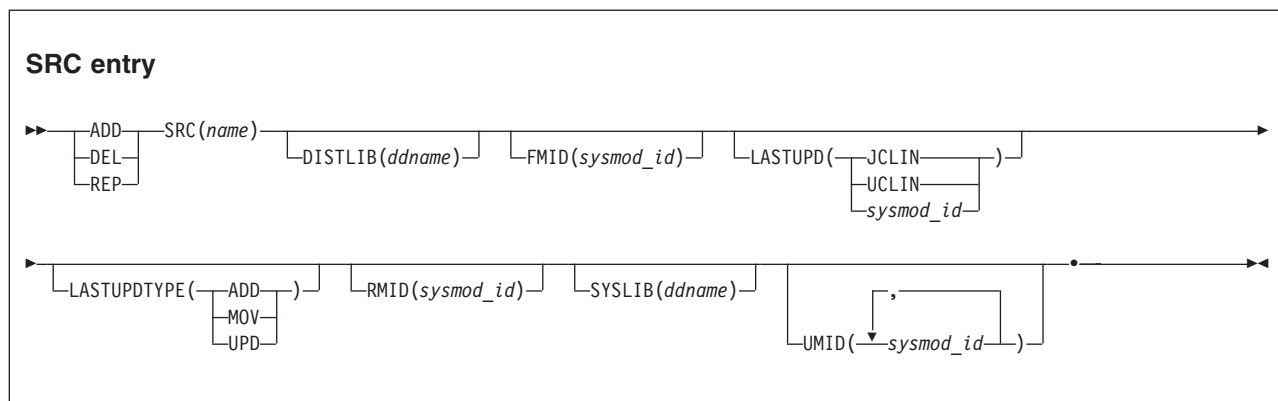 SRC entry
ADD SRC(name)
DEL
REP
DISTLIB(ddname)
FMID(sysmod_id)
LASTUPD( JCLIN )
UCLIN
sysmod_id
LASTUPDTYPE( ADD )
MOV
UPD
RMID(sysmod_id)
SYSLIB(ddname)
,
UMID( sysmod_id )